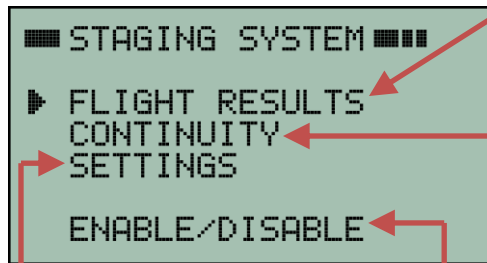 STAGING SYSTEM
FLIGHT RESULTS
CONTINUITY
SETTINGS
ENABLE/DISABLE